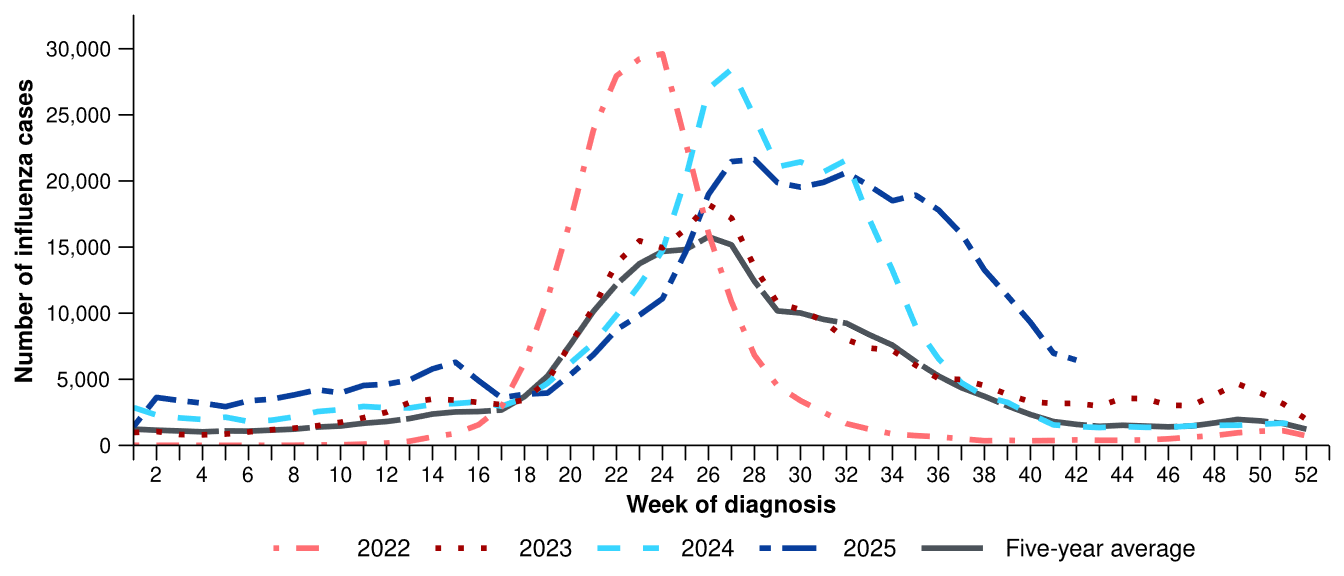 Number of influenza cases
30,000
25,000
20,000
15,000
10,000
5,000
0
2 4 6 8 10 12 14 16 18 20 22 24 26 28 30 32 34 36 38 40 42 44 46 48 50 52
Week of diagnosis
2022 2023 2024 2025 Five-year average